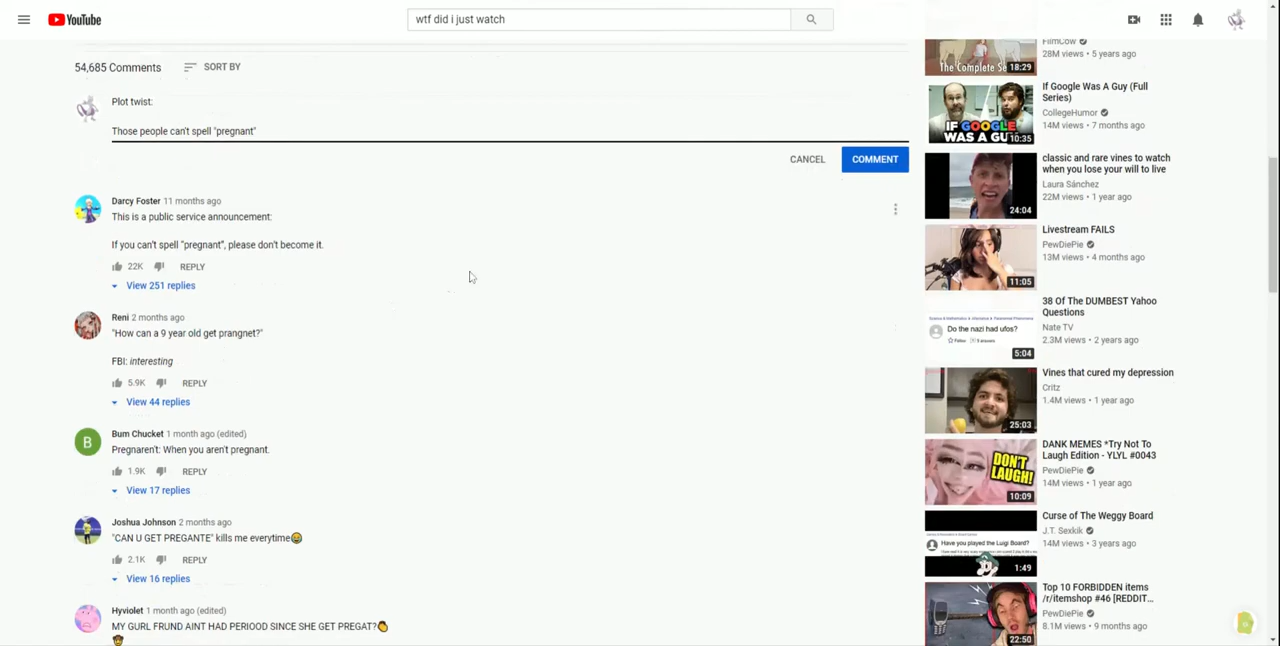 YouTube
wtf did i just watch
54,685 Comments
SORT BY
Plot twist:
Those people can't spell "pregnant"
CANCEL
COMMENT
Darcy Foster 11 months ago
This is a public service announcement:
If you can't spell "pregnant", please don't become it.
22K
REPLY
View 251 replies
Reni 2 months ago
"How can a 9 year old get prangnet?"
FBI: interesting
5.9K
REPLY
View 44 replies
B
Bum Chucket 1 month ago (edited)
Pregnaren't: When you aren't pregnant.
1.9K
REPLY
View 17 replies
Joshua Johnson 2 months ago
"CAN U GET PREGANTE" kills me everytime😂
2.1K
REPLY
View 16 replies
Hyviolet 1 month ago (edited)
MY GURL FRUND AINT HAD PERIOOD SINCE SHE GET PREGAT?
The Complete Se
18:29
FilmCow
28M views • 5 years ago
IF GOOGLE
WAS A GU
10:35
If Google Was A Guy (Full
Series)
CollegeHumor
14M views • 7 months ago
24:04
classic and rare vines to watch
when you lose your will to live
Laura Sánchez
22M views • 1 year ago
11:05
Livestream FAILS
PewDiePie
13M views • 4 months ago
Do the nazi had ufos?
5:04
38 Of The DUMBEST Yahoo
Questions
Nate TV
2.3M views • 2 years ago
25:03
Vines that cured my depression
Critz
1.4M views • 1 year ago
DON'T
LAUGH!
10:09
DANK MEMES *Try Not To
Laugh Edition - YLYL #0043
PewDiePie
14M views • 1 year ago
Have you played the Luigi Board?
1:49
Curse of The Weggy Board
J.T. Sexkik
14M views • 3 years ago
22:50
Top 10 FORBIDDEN items
/r/itemshop #46 [REDDIT...
PewDiePie
8.1M views • 9 months ago